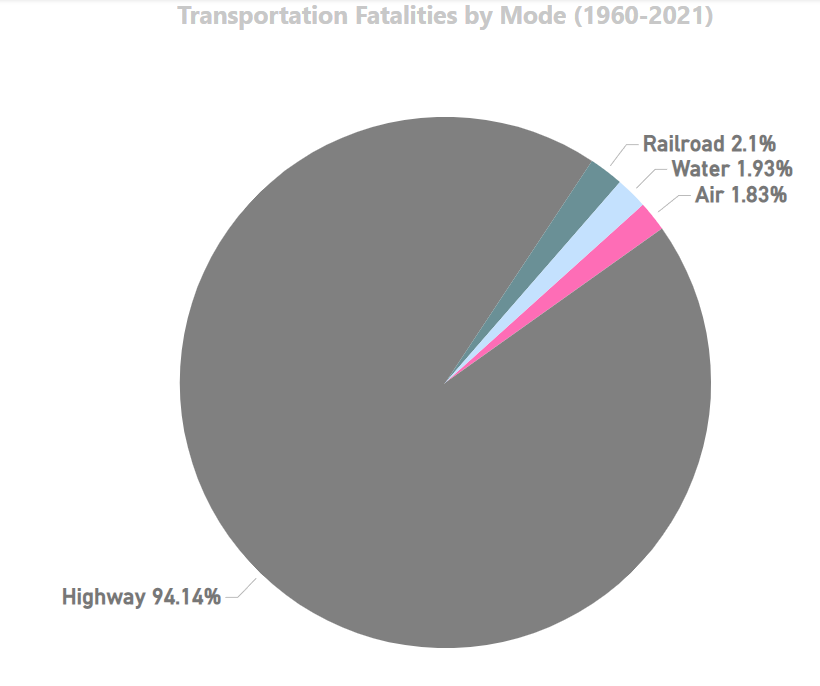 Transportation Fatalities by Mode (1960-2021)
Railroad 2.1%
Water 1.93%
Air 1.83%
Highway 94.14%